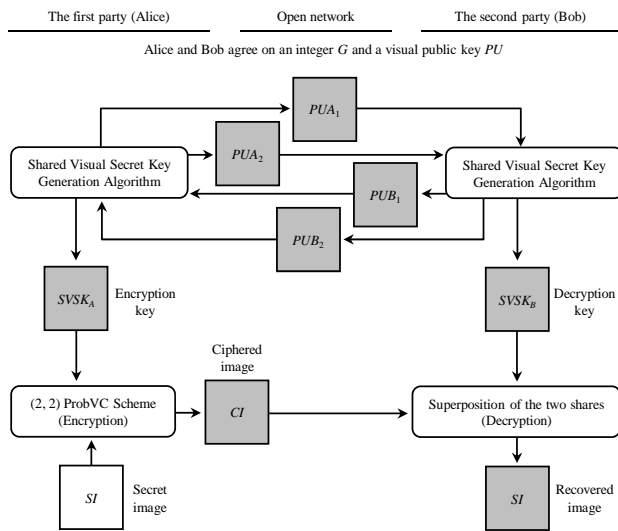 The first party (Alice)
Open network
The second party (Bob)
Alice and Bob agree on an integer G and a visual public key PU
PUA1
Shared Visual Secret Key
Generation Algorithm
PUA2
Shared Visual Secret Key
Generation Algorithm
PUB1
PUB2
SVSKA
Encryption
key
SVSKB
Decryption
key
Ciphered
image
(2, 2) ProbVC Scheme
(Encryption)
CI
Superposition of the two shares
(Decryption)
SI
Secret
image
SI
Recovered
image